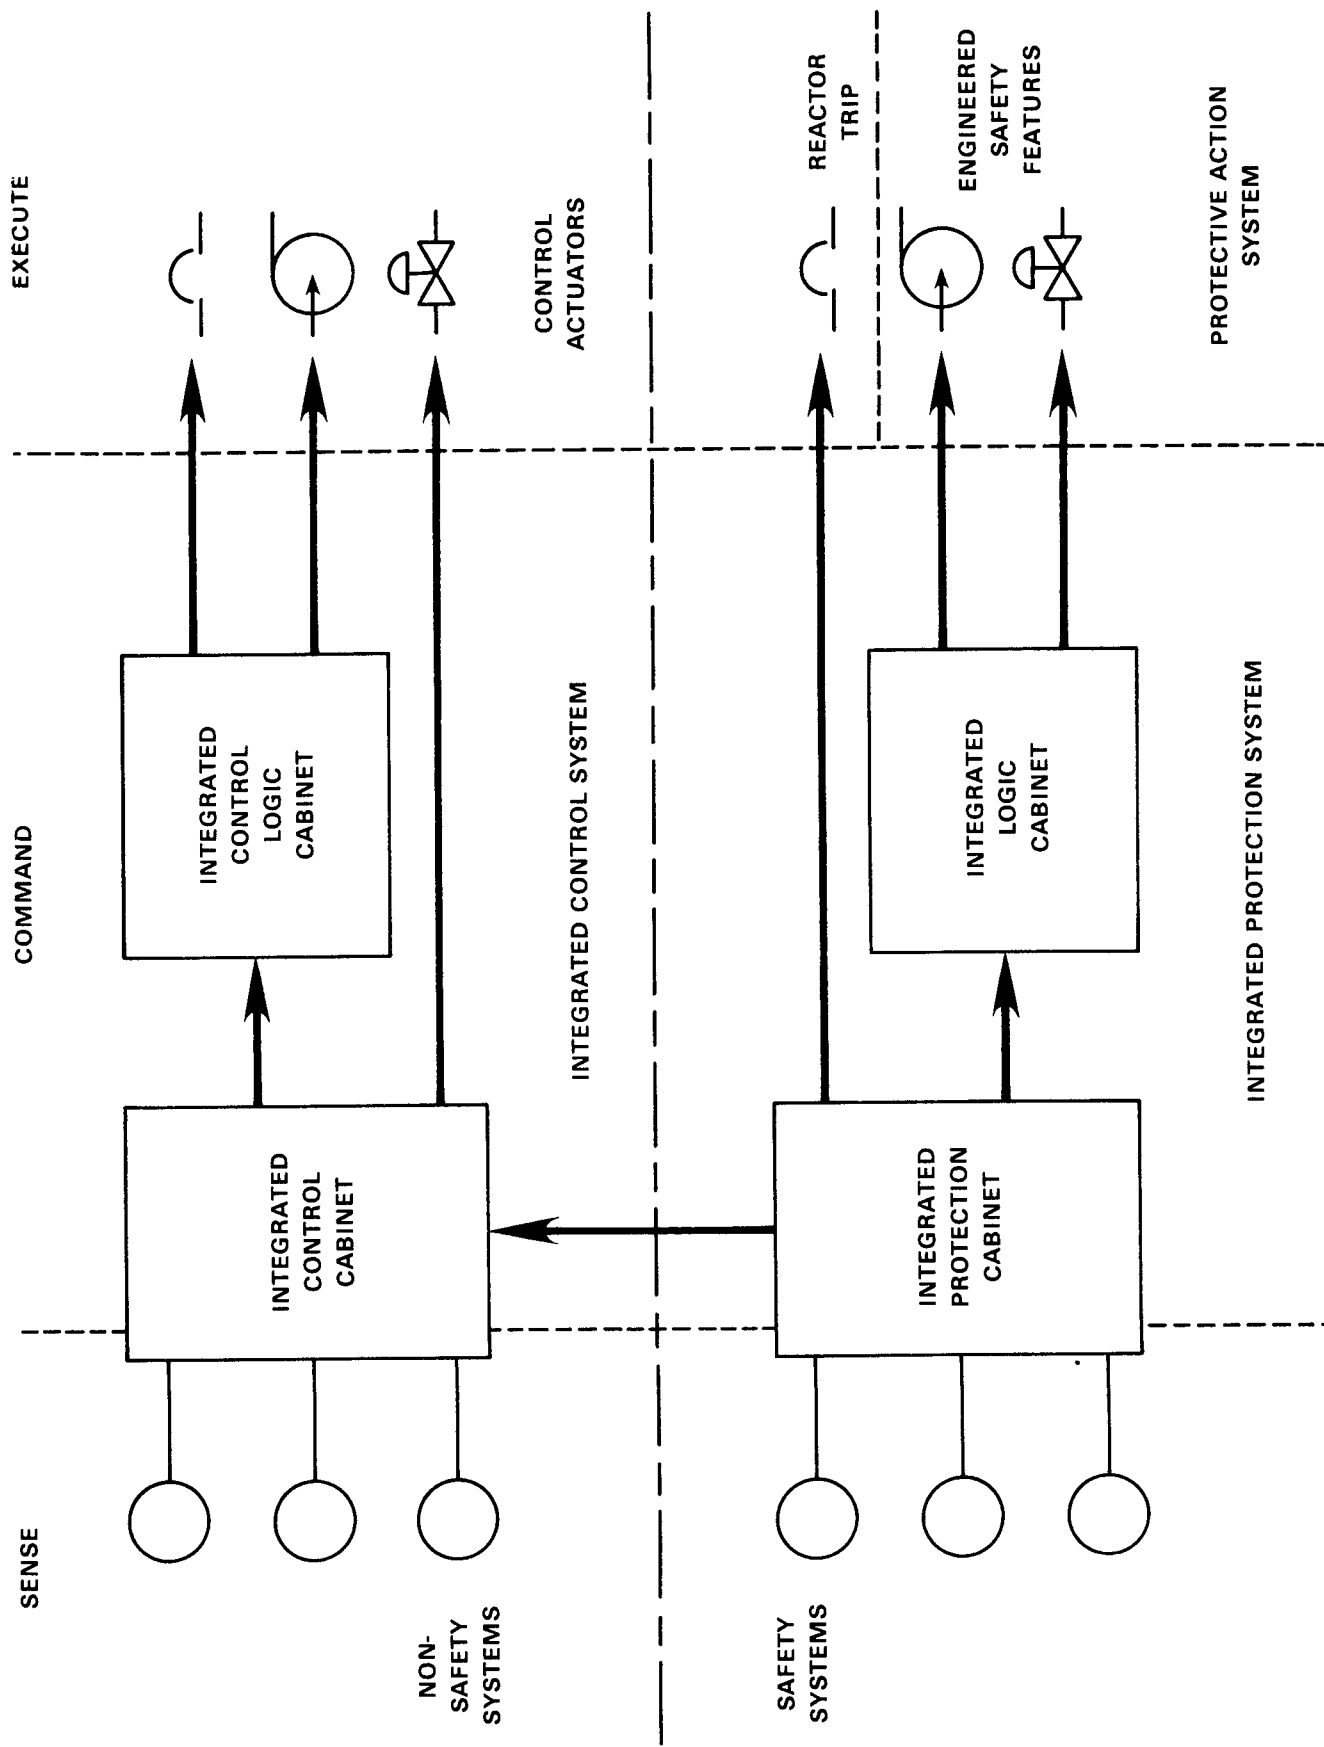 SENSE
COMMAND
EXECUTE
INTEGRATED
CONTROL
CABINET
INTEGRATED
CONTROL
LOGIC
CABINET
NON-
SAFETY
SYSTEMS
INTEGRATED CONTROL SYSTEM
CONTROL
ACTUATORS
SAFETY
SYSTEMS
INTEGRATED
PROTECTION
CABINET
INTEGRATED
LOGIC
CABINET
REACTOR
TRIP
ENGINEERED
SAFETY
FEATURES
INTEGRATED PROTECTION SYSTEM
PROTECTIVE ACTION
SYSTEM